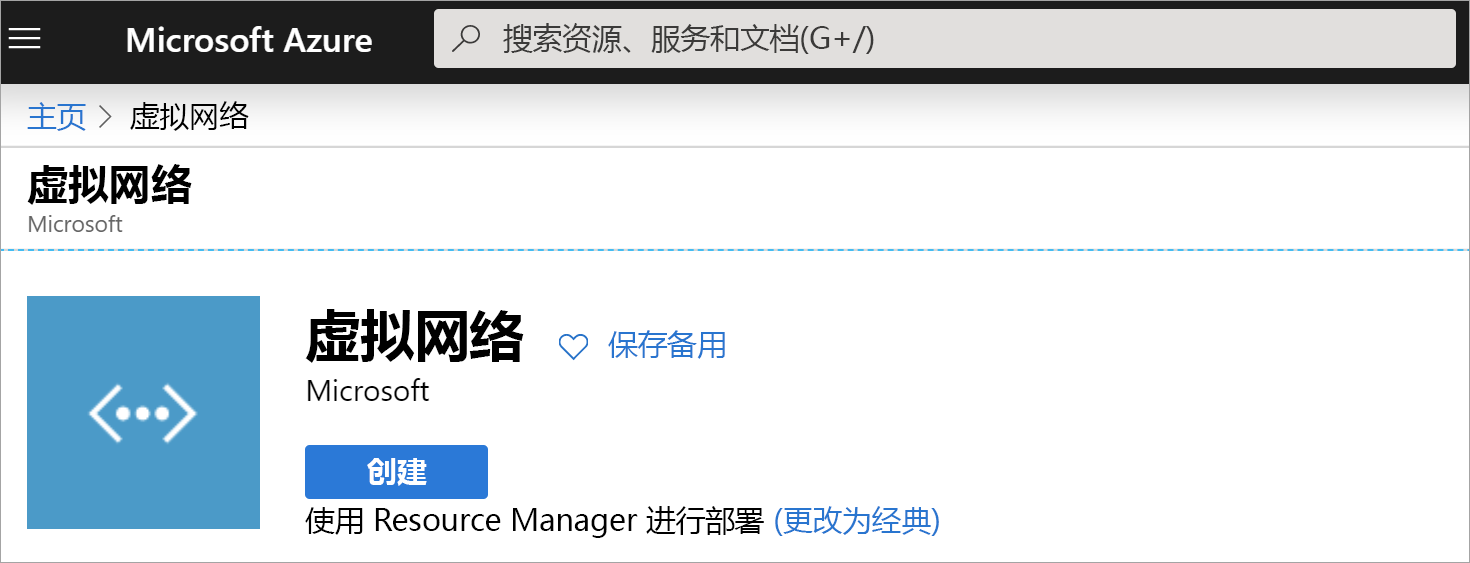 Microsoft Azure 搜索资源、服务和文档(G+/)
主页 > 虚拟网络
虚拟网络
Microsoft
虚拟网络 保存备用
Microsoft
创建
使用 Resource Manager 进行部署 (更改为经典)